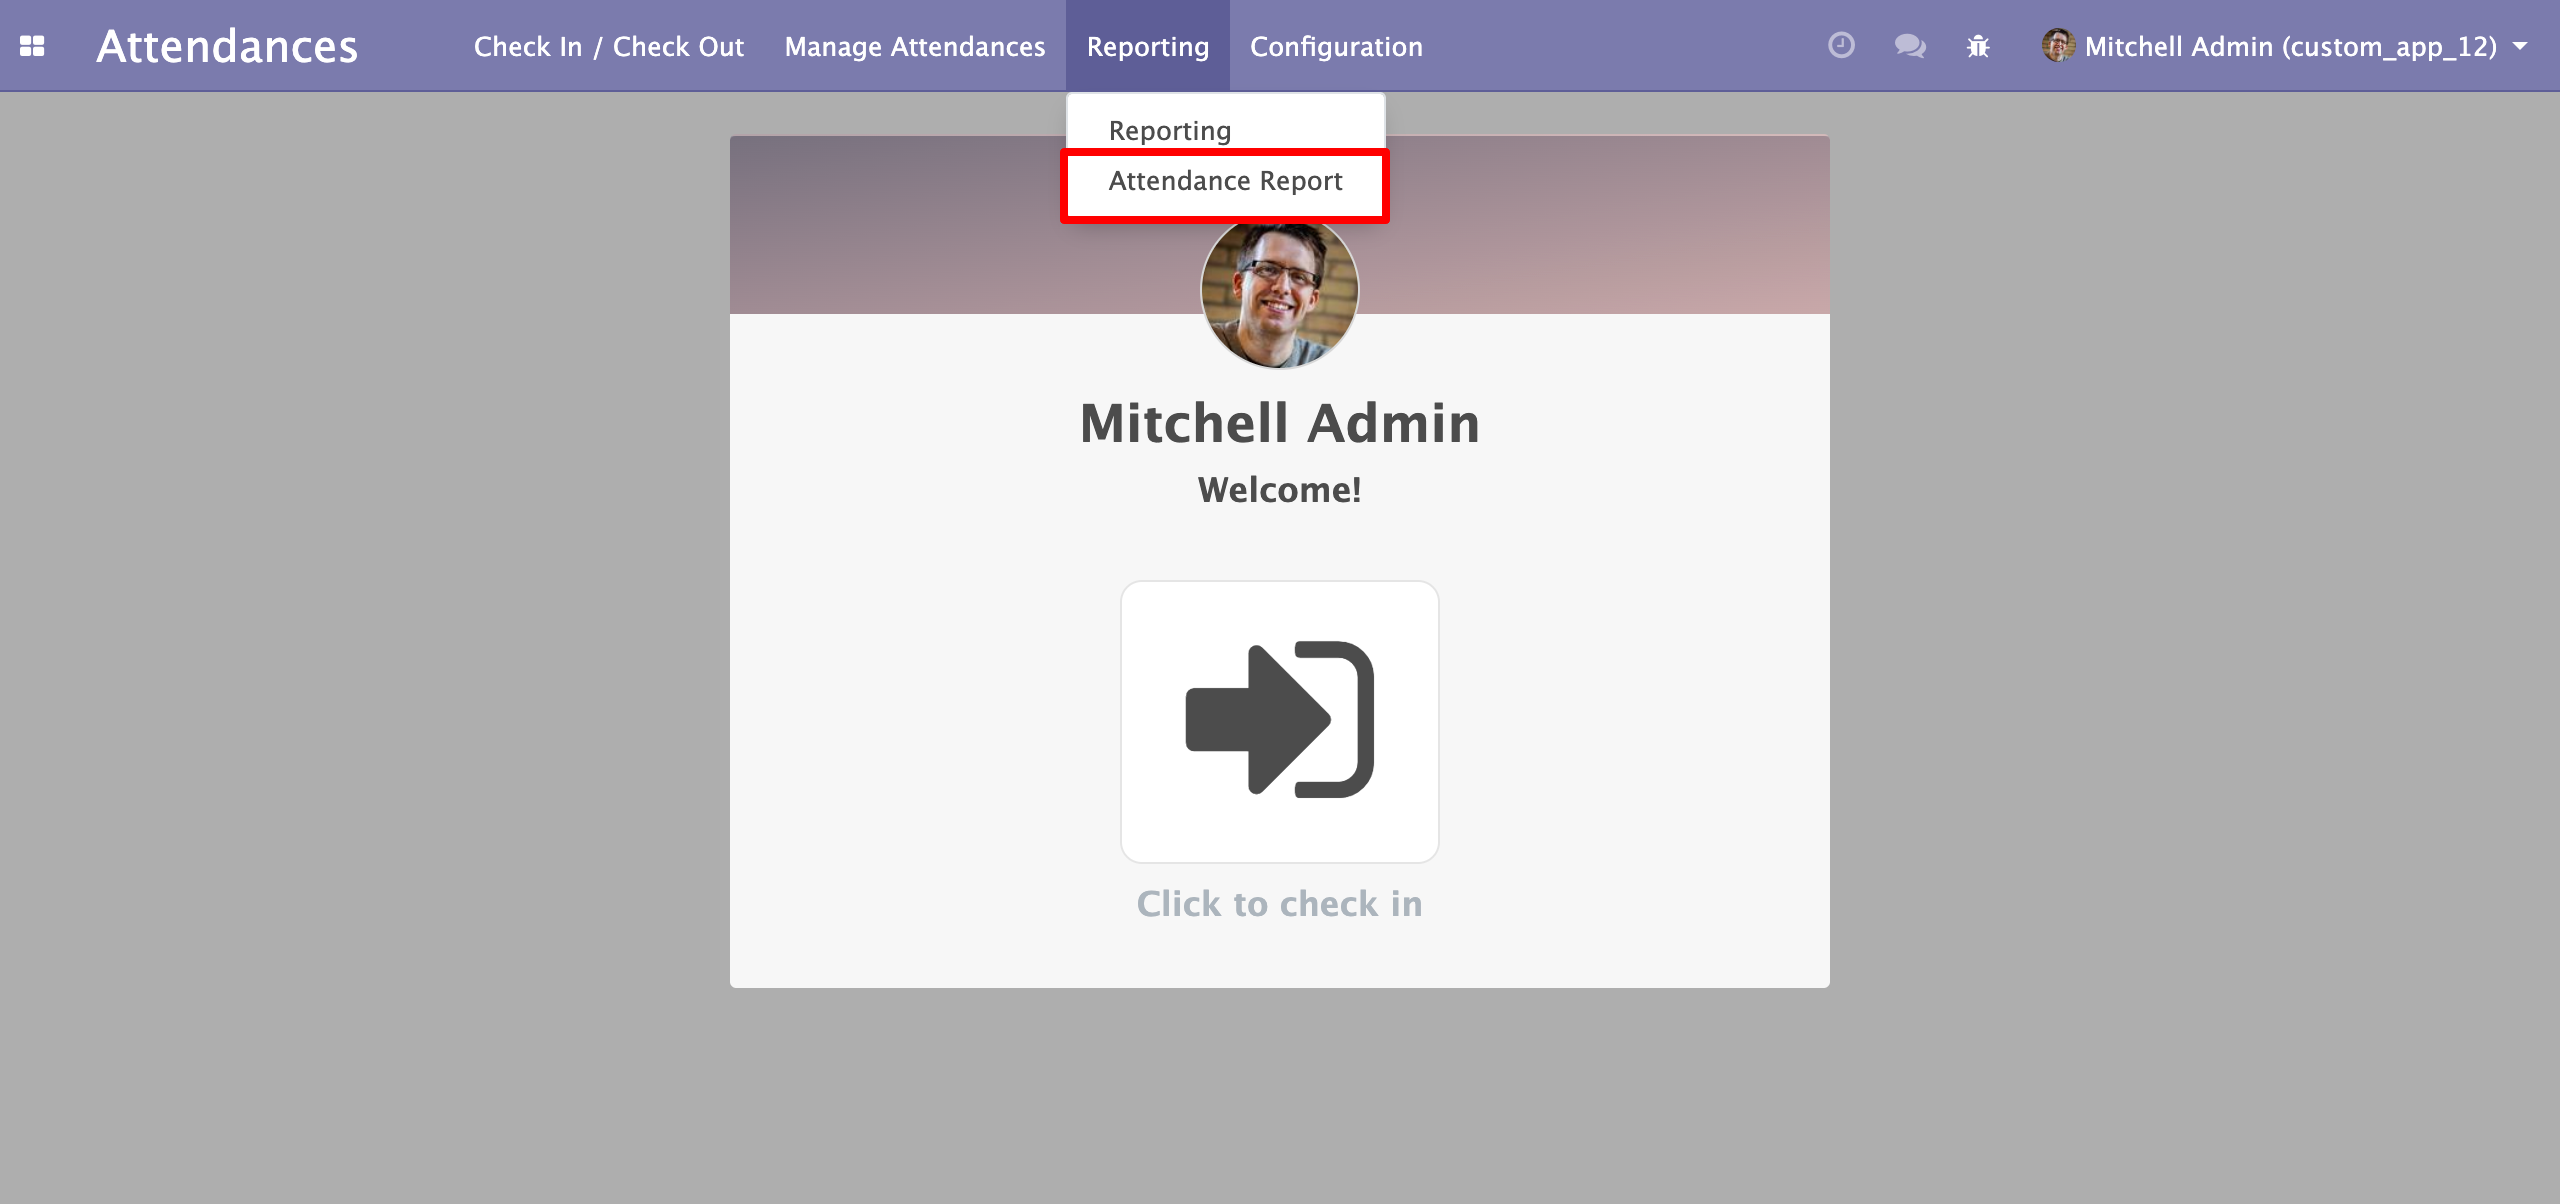 Attendances Check In / Check Out Manage Attendances Reporting Configuration Mitchell Admin (custom_app_12)
Reporting
Attendance Report
Mitchell Admin
Welcome!
Click to check in